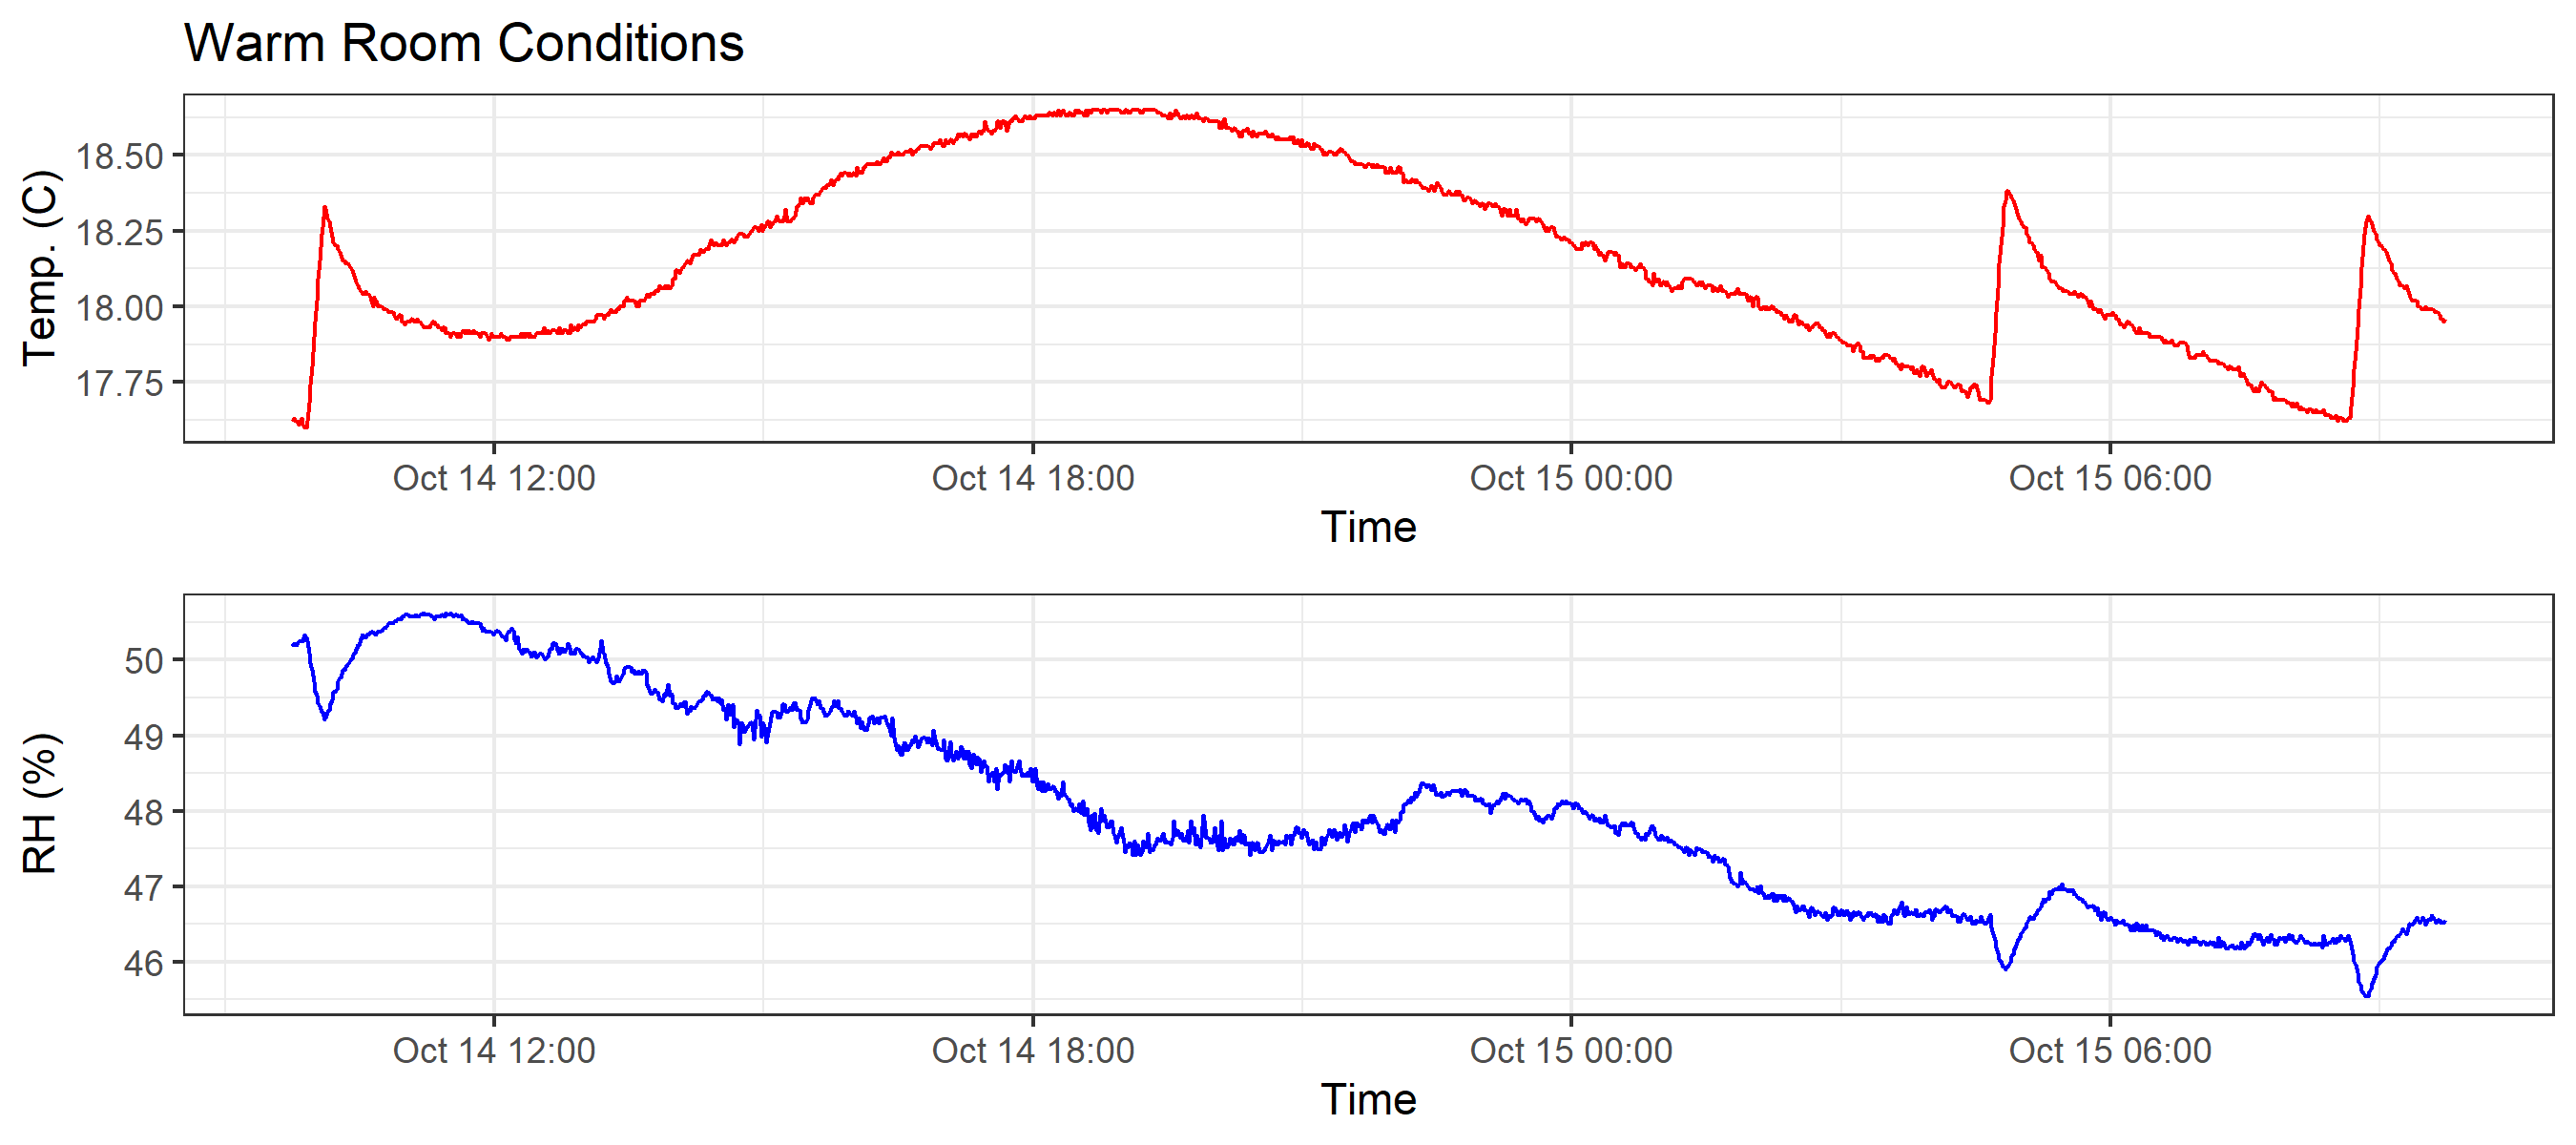 Warm Room Conditions
Temp. (C)
18.50
18.25
18.00
17.75
Oct 14 12:00 Oct 14 18:00 Oct 15 00:00 Oct 15 06:00
Time
RH (%)
50
49
48
47
46
Oct 14 12:00 Oct 14 18:00 Oct 15 00:00 Oct 15 06:00
Time